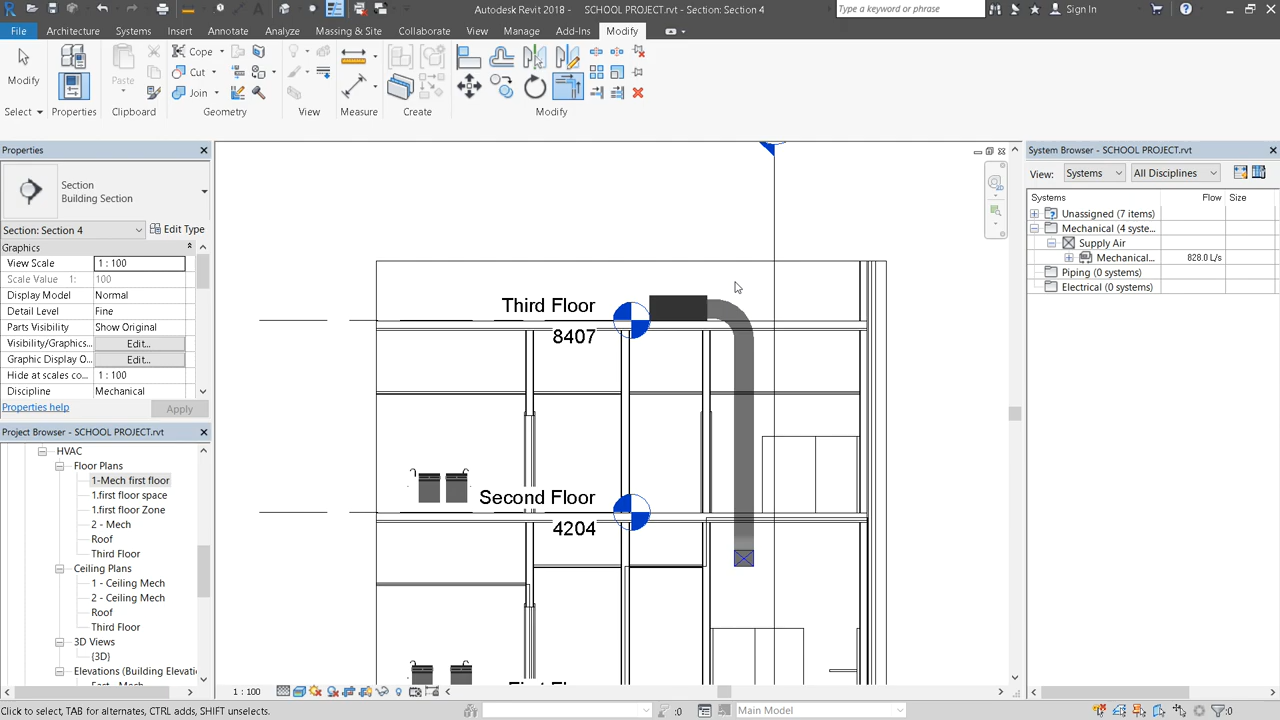 Autodesk Revit 2018 - SCHOOL PROJECT.rvt - Section: Section 4
Type a keyword or phrase
Sign In
File Architecture Systems Insert Annotate Analyze Massing & Site Collaborate View Manage Add-Ins Modify
Modify
Paste
Cope
Cut
Join
Select Properties Clipboard Geometry View Measure Create Modify
Properties
Section
Building Section
Section: Section 4 Edit Type
Graphics
View Scale 1 : 100
Scale Value 1: 100
Display Model Normal
Detail Level Fine
Parts Visibility Show Original
Visibility/Graphics... Edit...
Graphic Display O... Edit...
Hide at scales co... 1 : 100
Discipline Mechanical
Properties help Apply
Project Browser - SCHOOL PROJECT.rvt
HVAC
Floor Plans
1-Mech first floor
1.first floor space
1.first floor Zone
2 - Mech
Roof
Third Floor
Ceiling Plans
1 - Ceiling Mech
2 - Ceiling Mech
Roof
Third Floor
3D Views
{3D}
Elevations (Building Elevatio
Third Floor
8407
Second Floor
4204
System Browser - SCHOOL PROJECT.rvt
View: Systems All Disciplines
Systems Flow Size
Unassigned (7 items)
Mechanical (4 syste...
Supply Air
Mechanical... 828.0 L/s
Piping (0 systems)
Electrical (0 systems)
1 : 100
Click to select, TAB for alternates, CTRL adds, SHIFT unselects.
:0
Main Model
:0